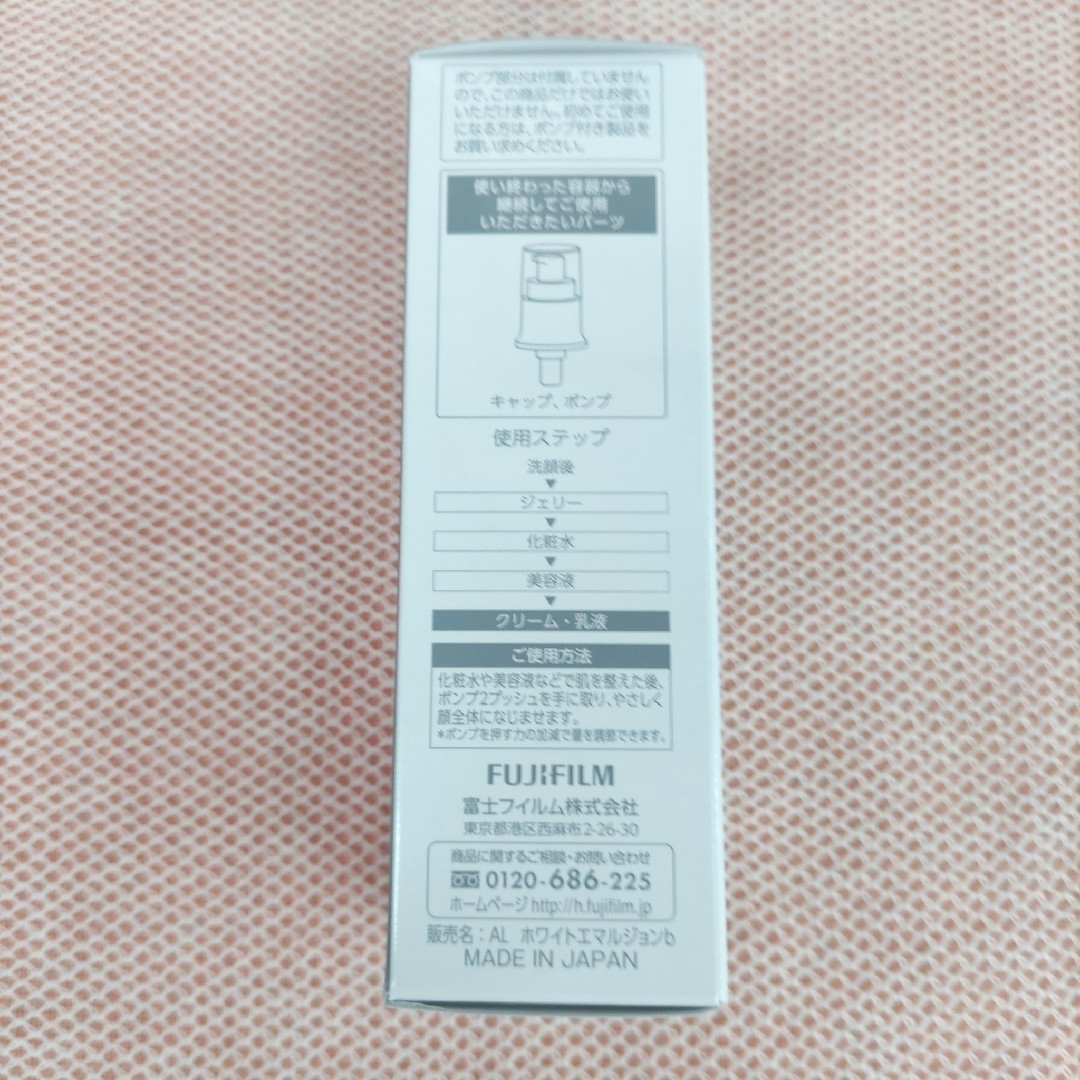 ポンプ部分は付属していません
ので、この商品だけではお使い
いただけません。初めてご使用
になる方は、ポンプ付き製品を
お買い求めください。
使い終わった容器から
継続してご使用
いただきたいパーツ
キャップ、ポンプ
使用ステップ
洗顔後
▼
ジェリー
▼
化粧水
▼
美容液
▼
クリーム・乳液
ご使用方法
化粧水や美容液などで肌を整えた後、
ポンプ2プッシュを手に取り、やさしく
顔全体になじませます。
*ポンプを押す力の加減で量を調節できます。
FUJIFILM
富士フイルム株式会社
東京都港区西麻布2-26-30
商品に関するご相談・お問い合わせ
0120-686-225
ホームページ http://h.fujifilm.jp
販売名：AL ホワイトエマルジョンb
MADE IN JAPAN